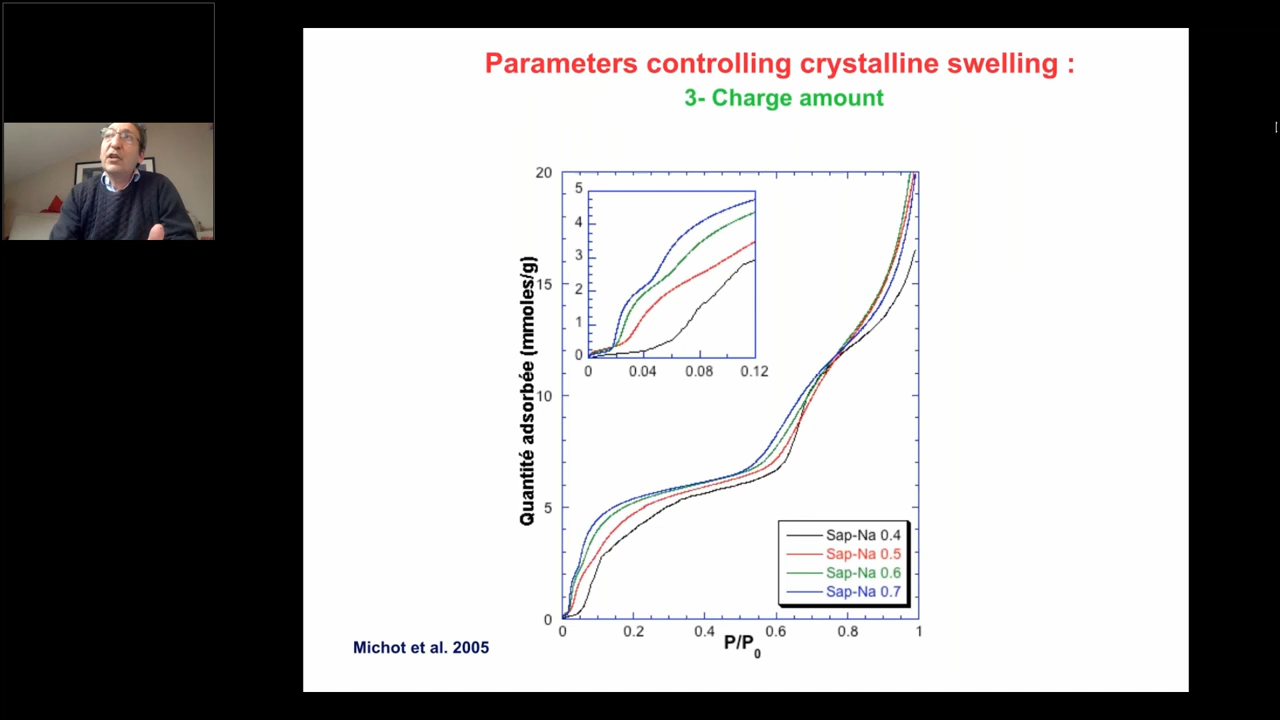 Parameters controlling crystalline swelling :
3- Charge amount
Quantité adsorbée (mmoles/g)
20
15
10
5
0
5
4
3
2
1
0
0 0.04 0.08 0.12
Sap-Na 0.4
Sap-Na 0.5
Sap-Na 0.6
Sap-Na 0.7
0 0.2 0.4 0.6 0.8 1
P/P0
Michot et al. 2005